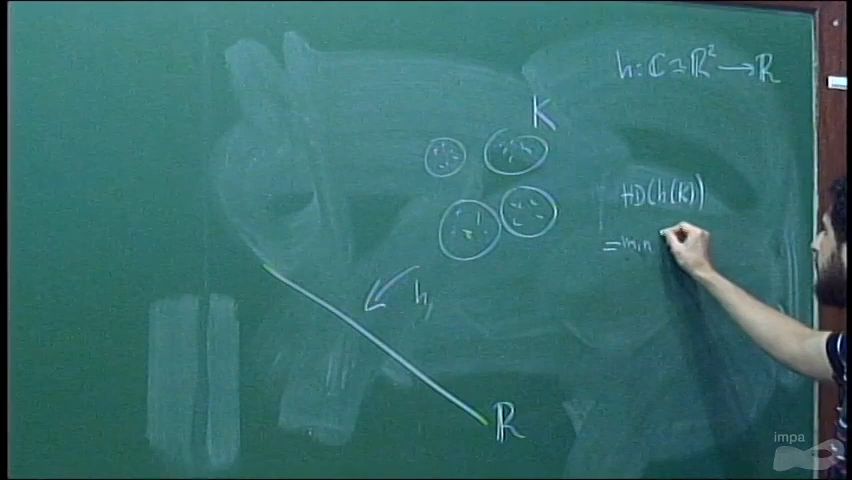 h: ℂ ≃ ℝ² → ℝ
K
HD(h(K))
= min
h,
ℝ
impa